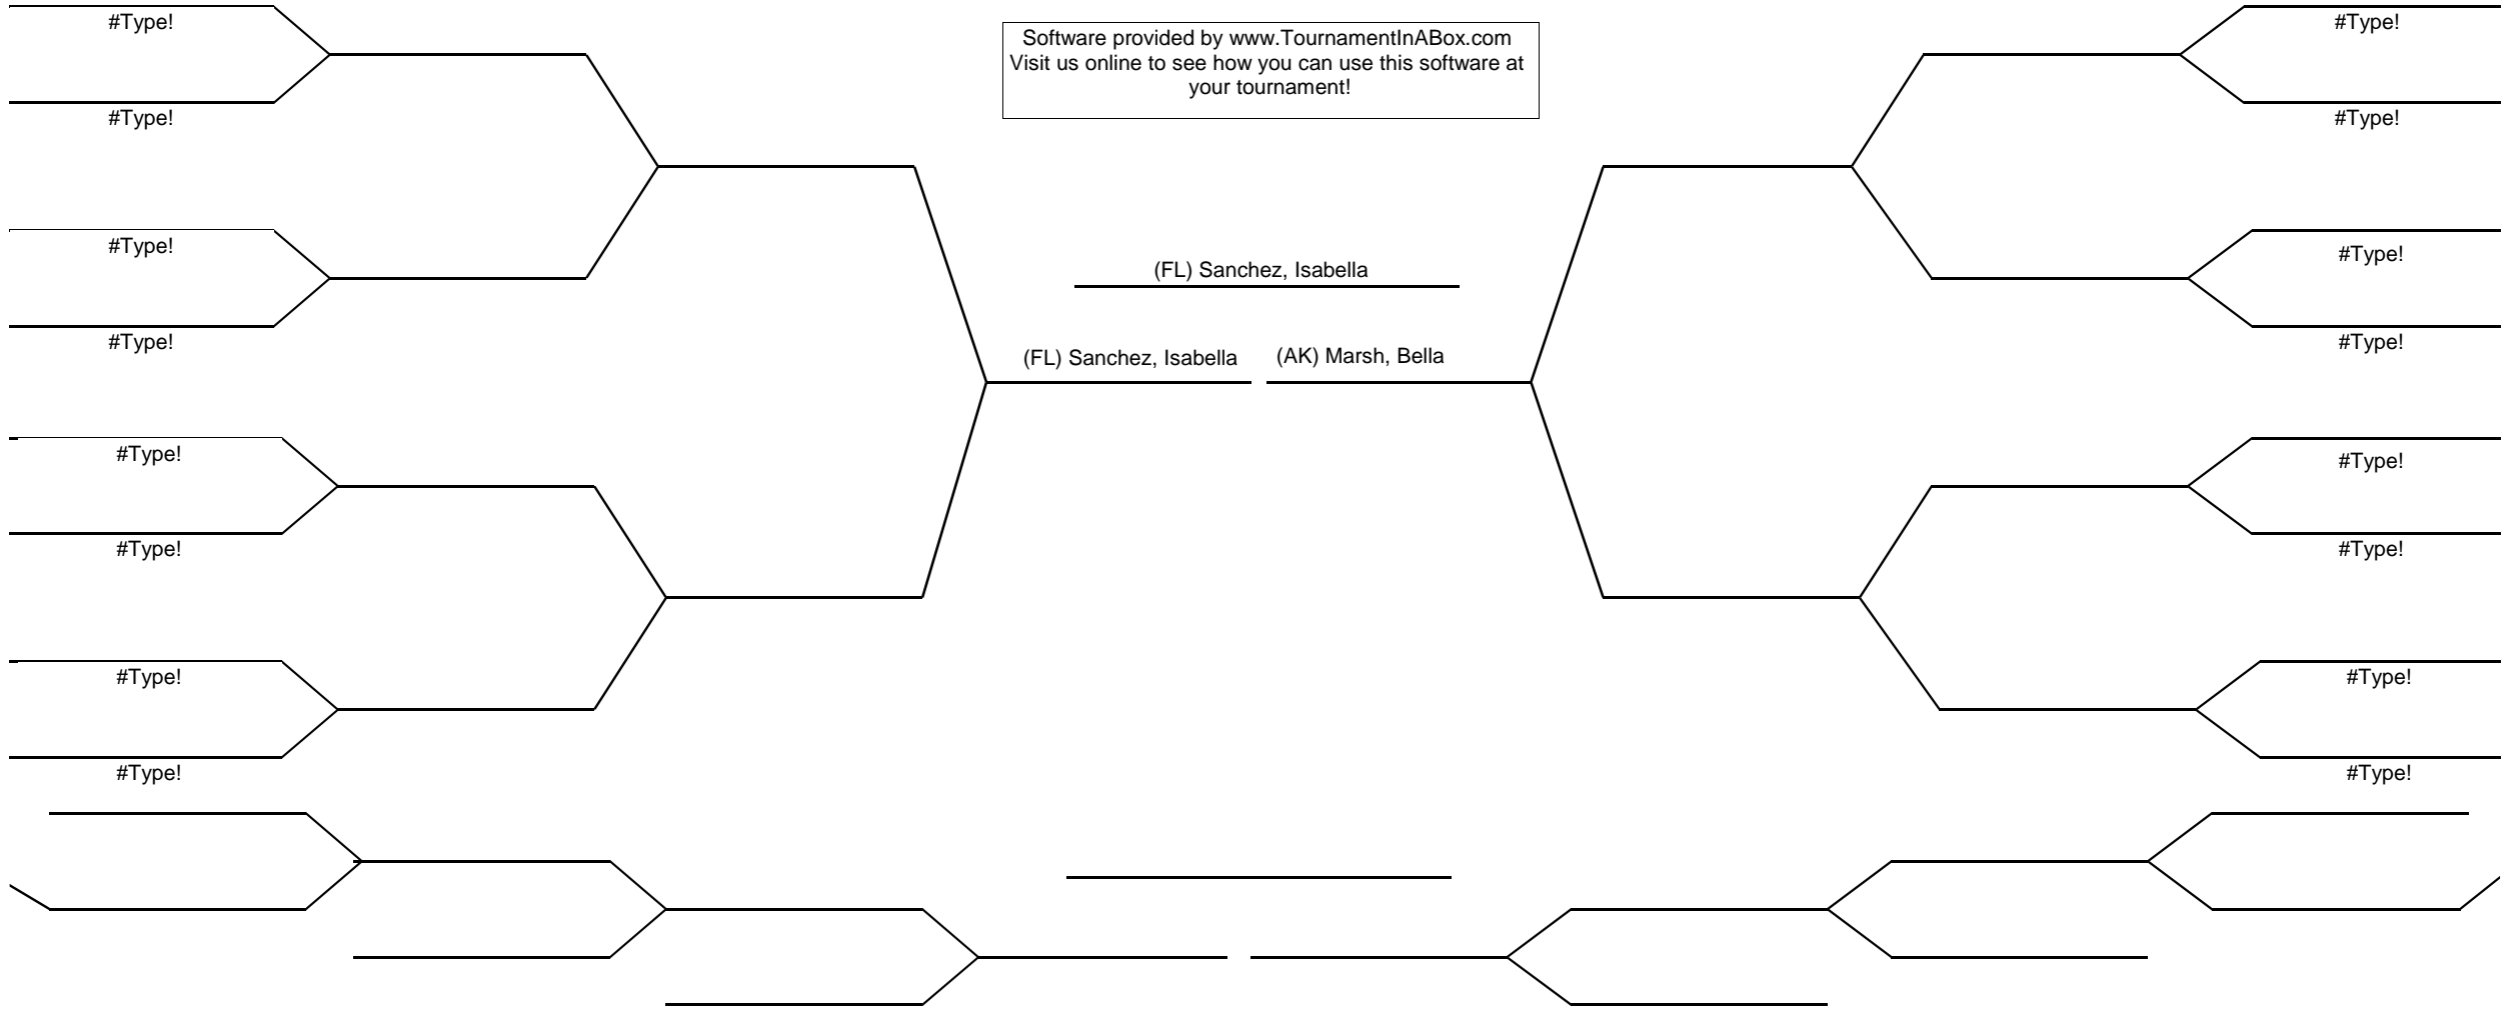 #Type!
#Type!
Software provided by www.TournamentInABox.com
Visit us online to see how you can use this software at
your tournament!
#Type!
#Type!
#Type!
#Type!
(FL) Sanchez, Isabella
#Type!
#Type!
(FL) Sanchez, Isabella
(AK) Marsh, Bella
#Type!
#Type!
#Type!
#Type!
#Type!
#Type!
#Type!
#Type!